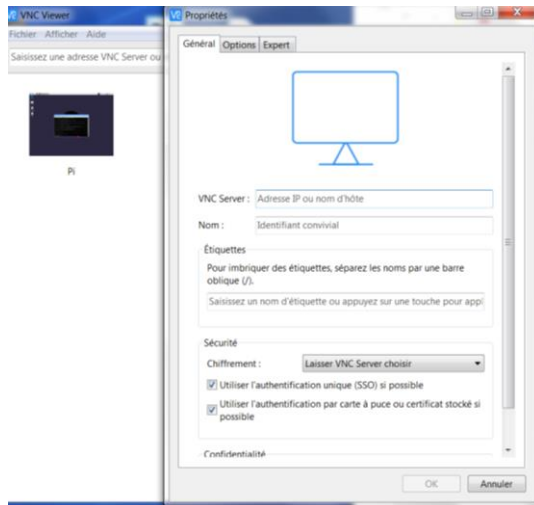 VNC Viewer
Fichier Afficher Aide
Saisissez une adresse VNC Server ou
Pi
Propriétés
Général Options Expert
VNC Server : Adresse IP ou nom d'hôte
Nom : Identifiant convivial
Étiquettes
Pour imbriquer des étiquettes, séparez les noms par une barre
oblique (/).
Saisissez un nom d'étiquette ou appuyez sur une touche pour appl
Sécurité
Chiffrement : Laisser VNC Server choisir
Utiliser l'authentification unique (SSO) si possible
Utiliser l'authentification par carte à puce ou certificat stocké si
possible
Confidentialité
OK Annuler